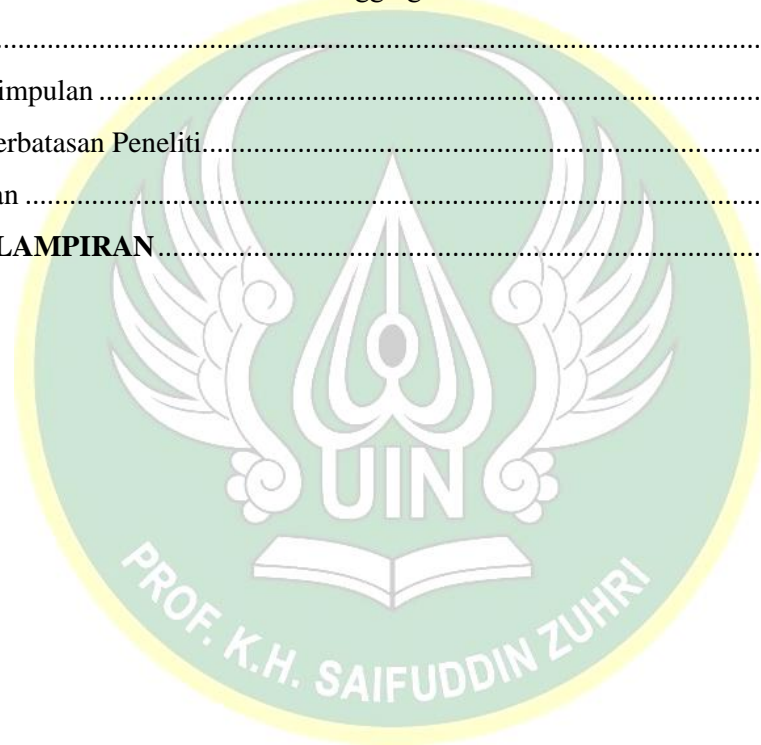 ....................................................................................................
impulan ....................................................................................................
erbatasan Peneliti....................................................................................
an ....................................................................................................
LAMPIRAN............................................................................................
UIN
PROF. K.H. SAIFUDDIN ZUHRI